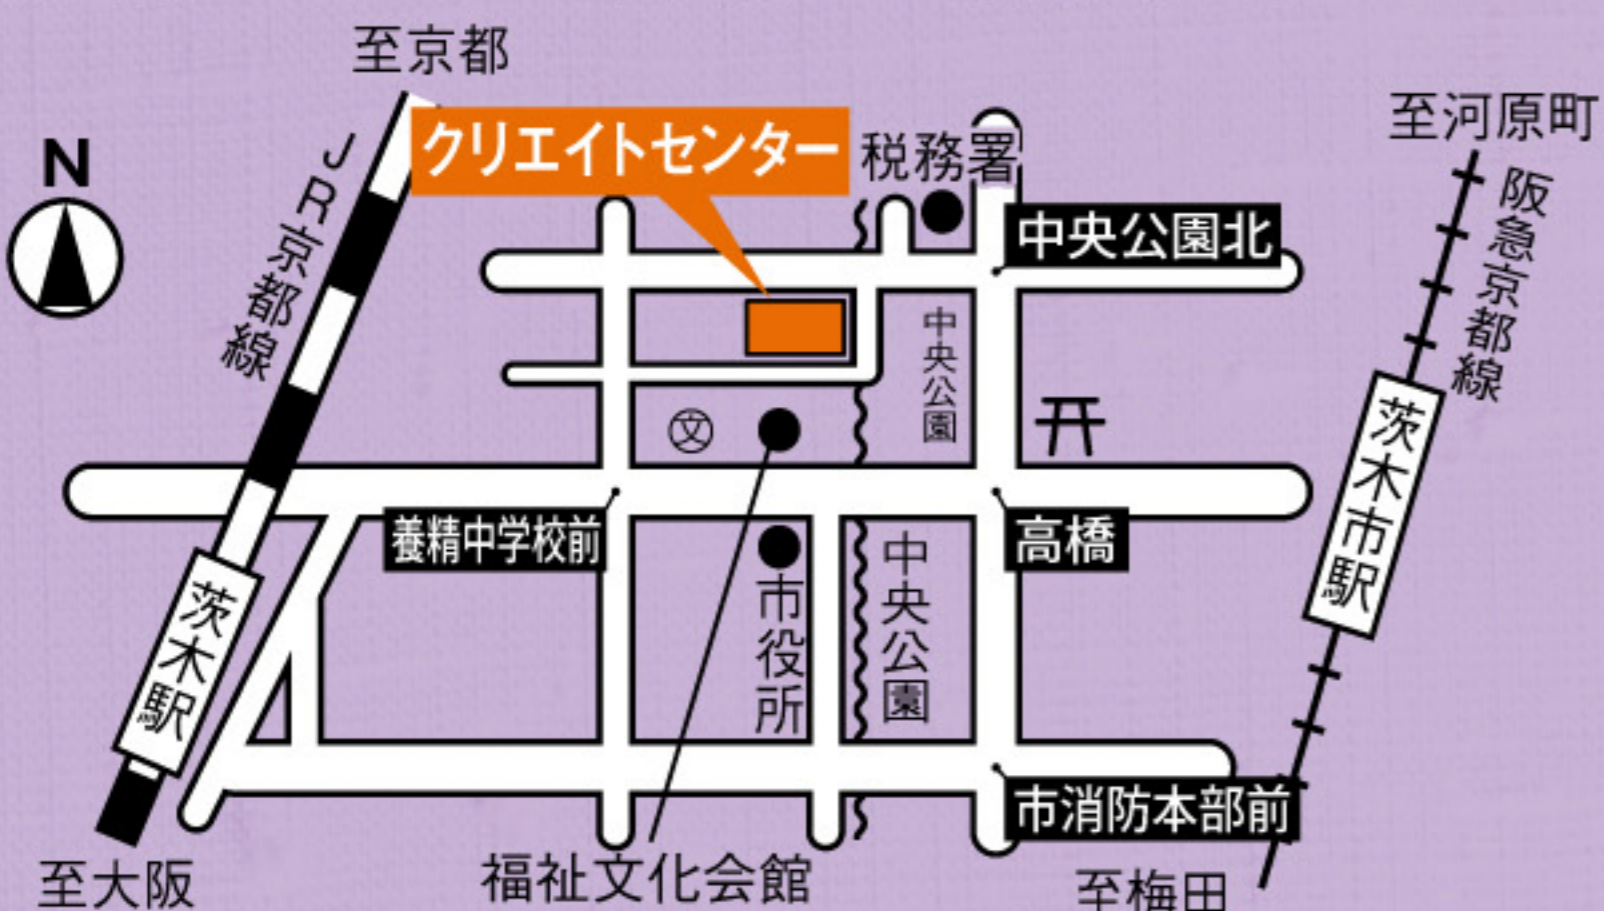 至京都
N
JR京都線
クリエイトセンター
税務署
中央公園北
至河原町
阪急京都線
中央公園
文
養精中学校前
高橋
茨木市駅
茨木駅
市役所
中央公園
市消防本部前
至大阪
福祉文化会館
至梅田